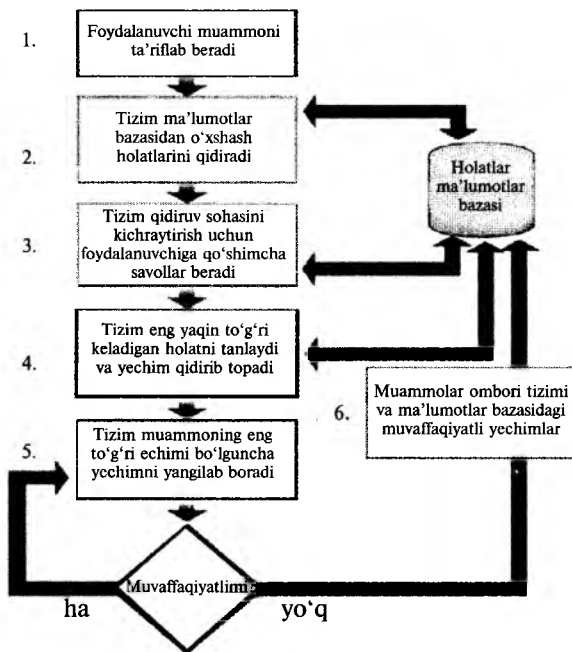 1.
Foydalanuvchi muammoni
ta'riflab beradi
2.
Tizim ma'lumotlar
bazasidan o‘xshash
holatlarini qidiradi
Holatlar
ma'lumotlar
bazasi
3.
Tizim qidiruv sohasini
kichraytirish uchun
foydalanuvchiga qo‘shimcha
savollar beradi
4.
Tizim eng yaqin to‘g‘ri
keladigan holatni tanlaydi
va yechim qidirib topadi
6.
Muammolar ombori tizimi
va ma'lumotlar bazasidagi
muvaffaqiyatli yechimlar
5.
Tizim muammoning eng
to‘g‘ri echimi bo‘lguncha
yechimni yangilab boradi
Muvaffaqiyatlimi
ha
yo‘q